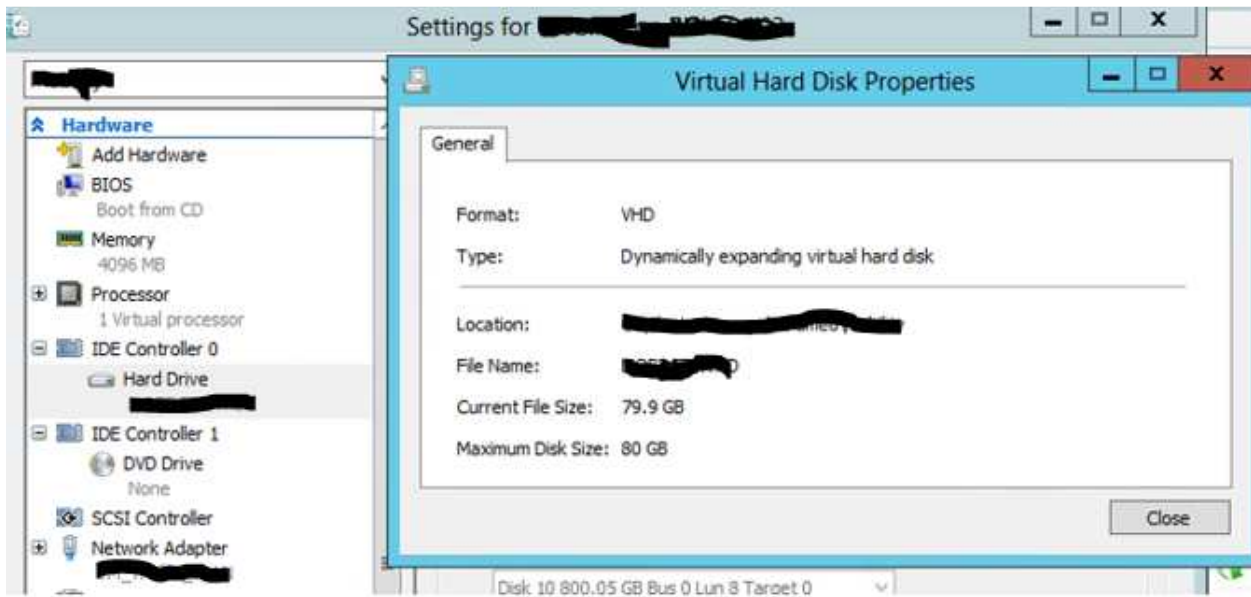 Settings for
Virtual Hard Disk Properties
Hardware
Add Hardware
BIOS
Boot from CD
Memory
4096 MB
Processor
1 Virtual processor
IDE Controller 0
Hard Drive
IDE Controller 1
DVD Drive
None
SCSI Controller
Network Adapter
General
Format: VHD
Type: Dynamically expanding virtual hard disk
Location:
File Name:
Current File Size: 79.9 GB
Maximum Disk Size: 80 GB
Close
Disk 10 800.05 GB Bus 0 Lun 8 Target 0